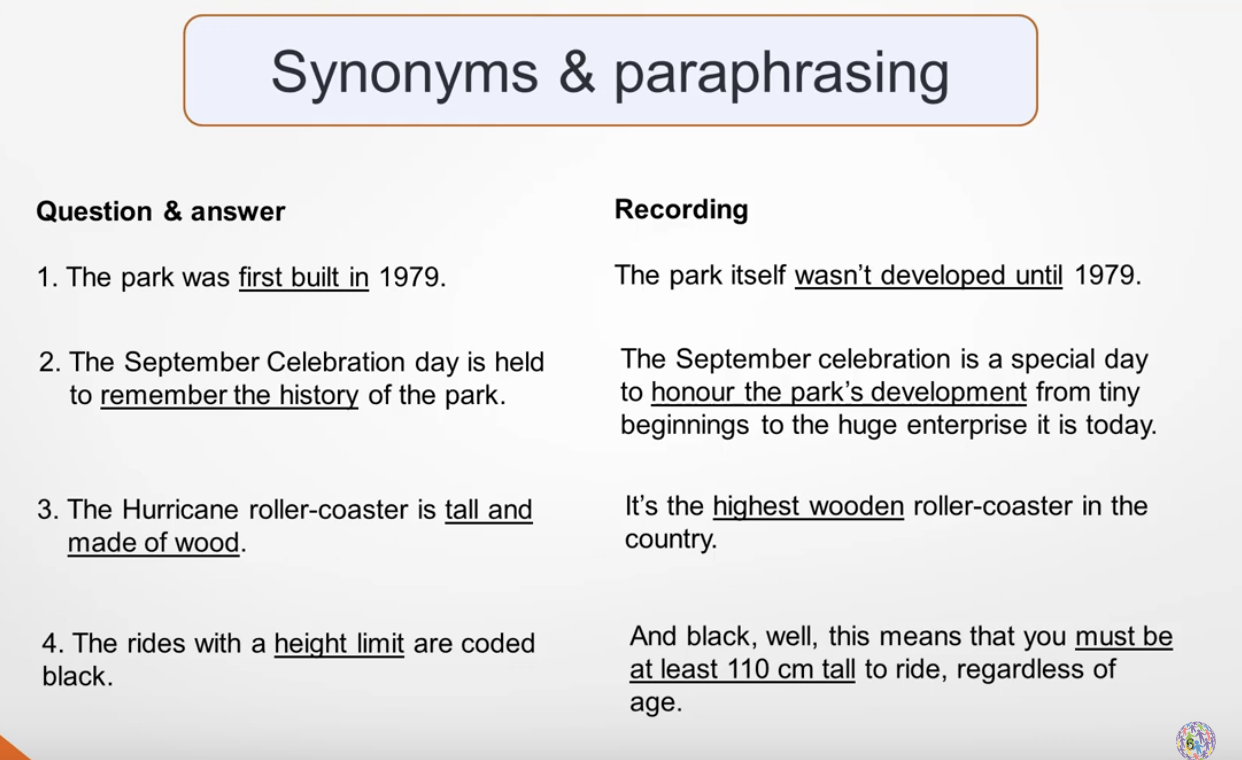 Synonyms & paraphrasing
Question & answer
1. The park was first built in 1979.
2. The September Celebration day is held
to remember the history of the park.
3. The Hurricane roller-coaster is tall and
made of wood.
4. The rides with a height limit are coded
black.
Recording
The park itself wasn't developed until 1979.
The September celebration is a special day
to honour the park's development from tiny
beginnings to the huge enterprise it is today.
It's the highest wooden roller-coaster in the
country.
And black, well, this means that you must be
at least 110 cm tall to ride, regardless of
age.
6